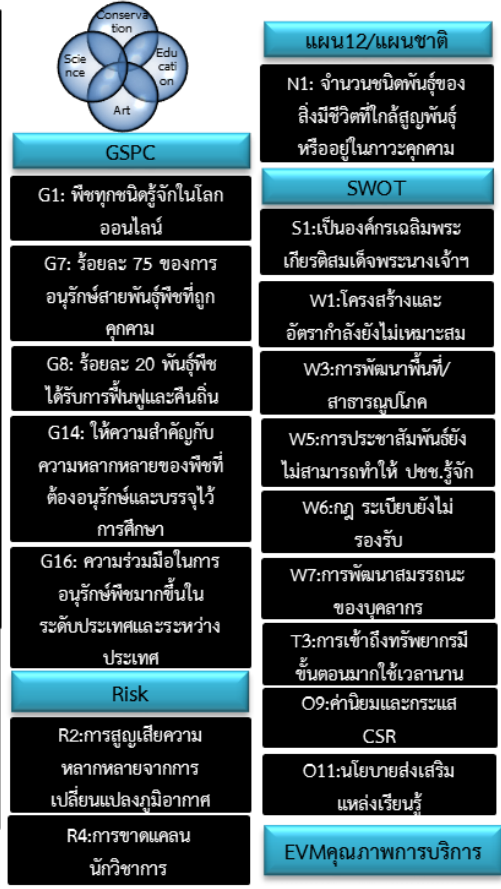 Conserva
tion
Scie
nce
Edu
cati
on
Art
GSPC
G1: พืชทุกชนิดรู้จักในโลก
ออนไลน์
G7: ร้อยละ 75 ของการ
อนุรักษ์สายพันธุ์พืชที่ถูก
คุกคาม
G8: ร้อยละ 20 พันธุ์พืช
ได้รับการฟื้นฟูและคืนถิ่น
G14: ให้ความสำคัญกับ
ความหลากหลายของพืชที่
ต้องอนุรักษ์และบรรจุไว้
การศึกษา
G16: ความร่วมมือในการ
อนุรักษ์พืชมากขึ้นใน
ระดับประเทศและระหว่าง
ประเทศ
Risk
R2:การสูญเสียความ
หลากหลายจากการ
เปลี่ยนแปลงภูมิอากาศ
R4:การขาดแคลน
นักวิชาการ
แผน12/แผนชาติ
N1: จำนวนชนิดพันธุ์ของ
สิ่งมีชีวิตที่ใกล้สูญพันธุ์
หรืออยู่ในภาวะคุกคาม
SWOT
S1:เป็นองค์กรเฉลิมพระ
เกียรติสมเด็จพระนางเจ้าฯ
W1:โครงสร้างและ
อัตรากำลังยังไม่เหมาะสม
W3:การพัฒนาพื้นที่/
สาธารณูปโภค
W5:การประชาสัมพันธ์ยัง
ไม่สามารถทำให้ ปชช.รู้จัก
W6:กฎ ระเบียบยังไม่
รองรับ
W7:การพัฒนาสมรรถนะ
ของบุคลากร
T3:การเข้าถึงทรัพยากรมี
ขั้นตอนมากใช้เวลานาน
O9:ค่านิยมและกระแส
CSR
O11:นโยบายส่งเสริม
แหล่งเรียนรู้
EVMคุณภาพการบริการ